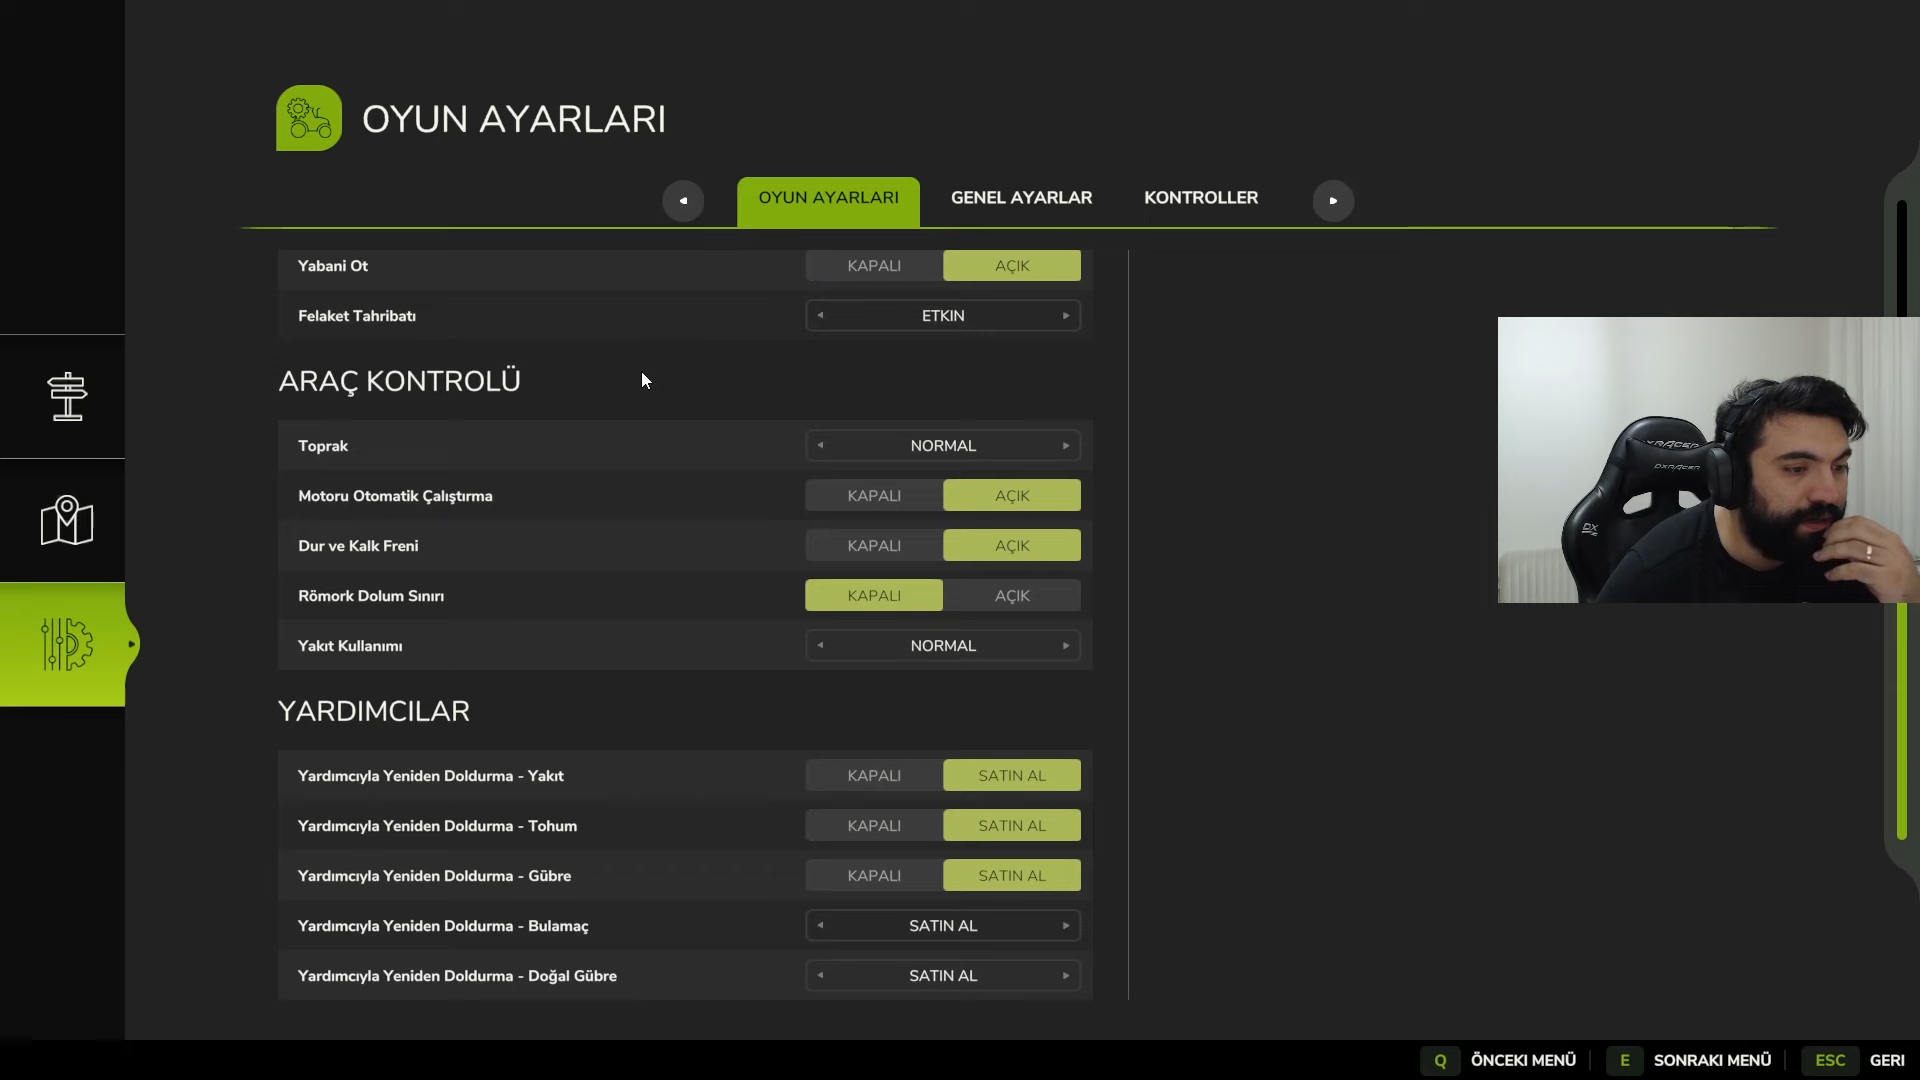 OYUN AYARLARI
OYUN AYARLARI GENEL AYARLAR KONTROLLER
Yabani Ot KAPALI AÇIK
Felaket Tahribatı ETKIN
ARAÇ KONTROLÜ
Toprak NORMAL
Motoru Otomatik Çalıştırma KAPALI AÇIK
Dur ve Kalk Freni KAPALI AÇIK
Römork Dolum Sınırı KAPALI AÇIK
Yakıt Kullanımı NORMAL
YARDIMCILAR
Yardımcıyla Yeniden Doldurma - Yakıt KAPALI SATIN AL
Yardımcıyla Yeniden Doldurma - Tohum KAPALI SATIN AL
Yardımcıyla Yeniden Doldurma - Gübre KAPALI SATIN AL
Yardımcıyla Yeniden Doldurma - Bulamaç SATIN AL
Yardımcıyla Yeniden Doldurma - Doğal Gübre SATIN AL
DXRACER
Q ÖNCEKI MENÜ E SONRAKI MENÜ ESC GERI